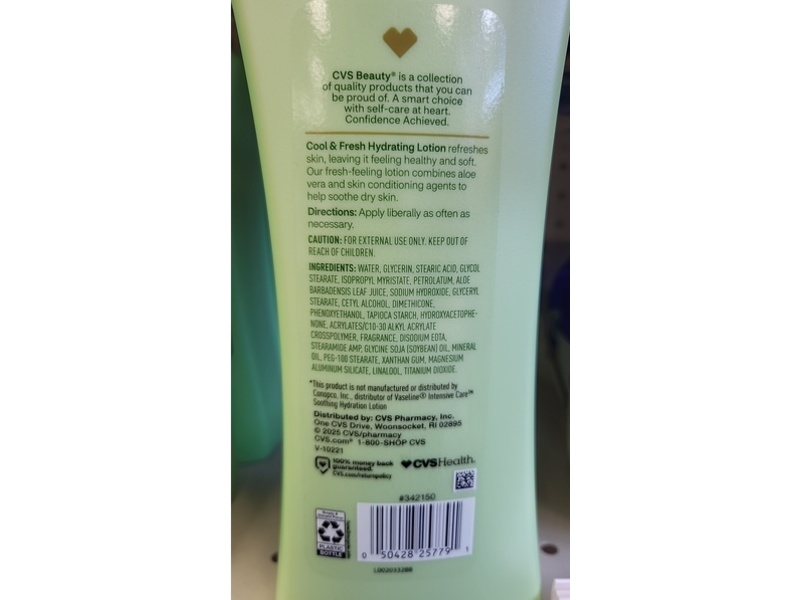 CVS Beauty® is a collection
of quality products that you can
be proud of. A smart choice
with self-care at heart.
Confidence Achieved.
Cool & Fresh Hydrating Lotion refreshes
skin, leaving it feeling healthy and soft.
Our fresh-feeling lotion combines aloe
vera and skin conditioning agents to
help soothe dry skin.
Directions: Apply liberally as often as
necessary.
CAUTION: FOR EXTERNAL USE ONLY. KEEP OUT OF
REACH OF CHILDREN.
INGREDIENTS: WATER, GLYCERIN, STEARIC ACID, GLYCOL
STEARATE, ISOPROPYL MYRISTATE, PETROLATUM, ALOE
BARBADENSIS LEAF JUICE, SODIUM HYDROXIDE, GLYCERYL
STEARATE, CETYL ALCOHOL, DIMETHICONE,
PHENOXYETHANOL, TAPIOCA STARCH, HYDROXYACETOPHE-
NONE, ACRYLATES/C10-30 ALKYL ACRYLATE
CROSSPOLYMER, FRAGRANCE, DISODIUM EDTA,
STEARAMIDE AMP, GLYCINE SOJA (SOYBEAN) OIL, MINERAL
OIL, PEG-100 STEARATE, XANTHAN GUM, MAGNESIUM
ALUMINUM SILICATE, LINALOOL, TITANIUM DIOXIDE.
*This product is not manufactured or distributed by
Conopco, Inc., distributor of Vaseline® Intensive Care™
Soothing Hydration Lotion
Distributed by: CVS Pharmacy, Inc.
One CVS Drive, Woonsocket, RI 02895
© 2025 CVS/pharmacy
CVS.com® 1-800-SHOP CVS
V-10221
100% money back
guaranteed.
CVS.com/returnpolicy
CVSHealth.
#342150
PLASTIC
BOTTLE
0 50428 25779 1